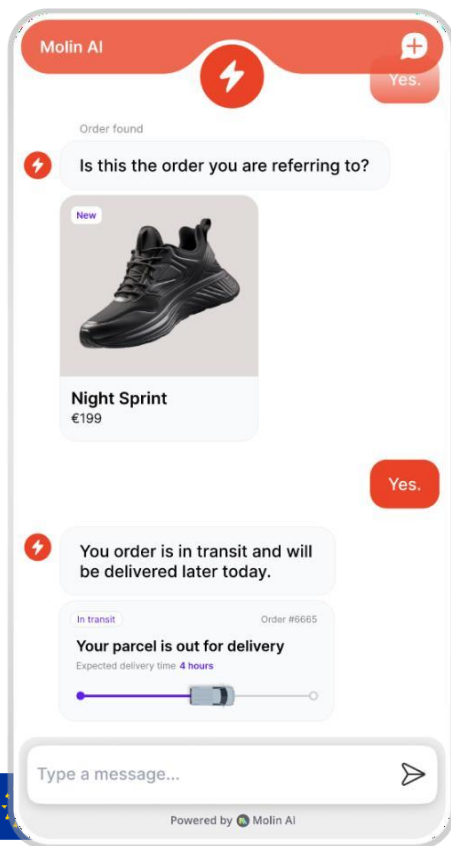 Molin AI
Yes.
Order found
Is this the order you are referring to?
New
Night Sprint
€199
Yes.
You order is in transit and will
be delivered later today.
In transit
Order #6665
Your parcel is out for delivery
Expected delivery time 4 hours
Type a message...
Powered by Molin AI